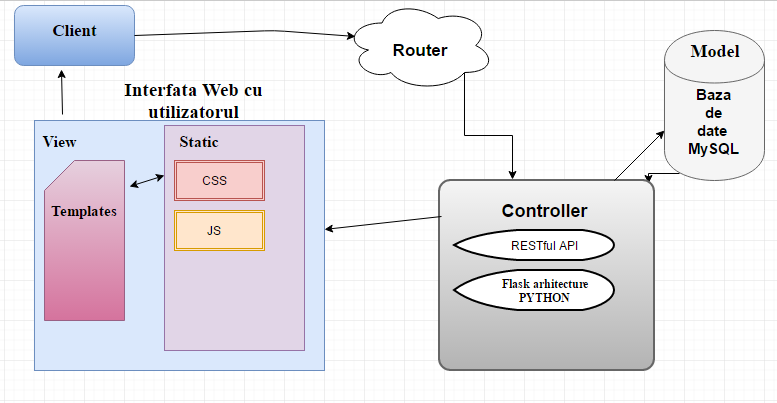 Client
Router
Model
Baza
de
date
MySQL
Interfata Web cu
utilizatorul
View
Static
CSS
JS
Templates
Controller
RESTful API
Flask arhitecture
PYTHON